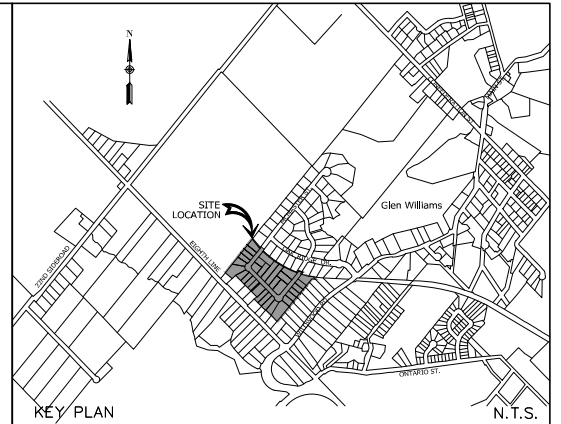 N
SITE
LOCATION
Glen Williams
EIGHTH LINE
22ND SIDEROAD
ONTARIO ST.
KEY PLAN
N.T.S.